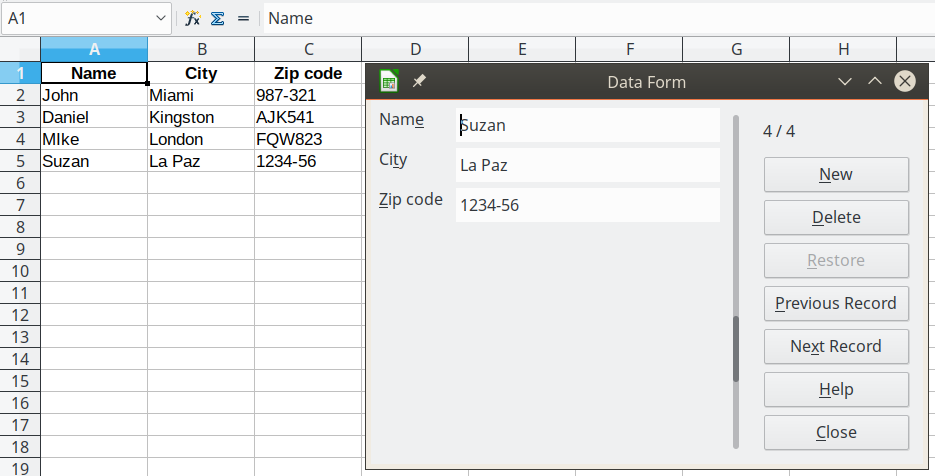 A1 Name
A B C D E F G H
1 Name City Zip code
2 John Miami 987-321
3 Daniel Kingston AJK541
4 MIke London FQW823
5 Suzan La Paz 1234-56
6
7
8
9
10
11
12
13
14
15
16
17
18
19
Data Form
Name Suzan
City La Paz
Zip code 1234-56
4 / 4
New
Delete
Restore
Previous Record
Next Record
Help
Close